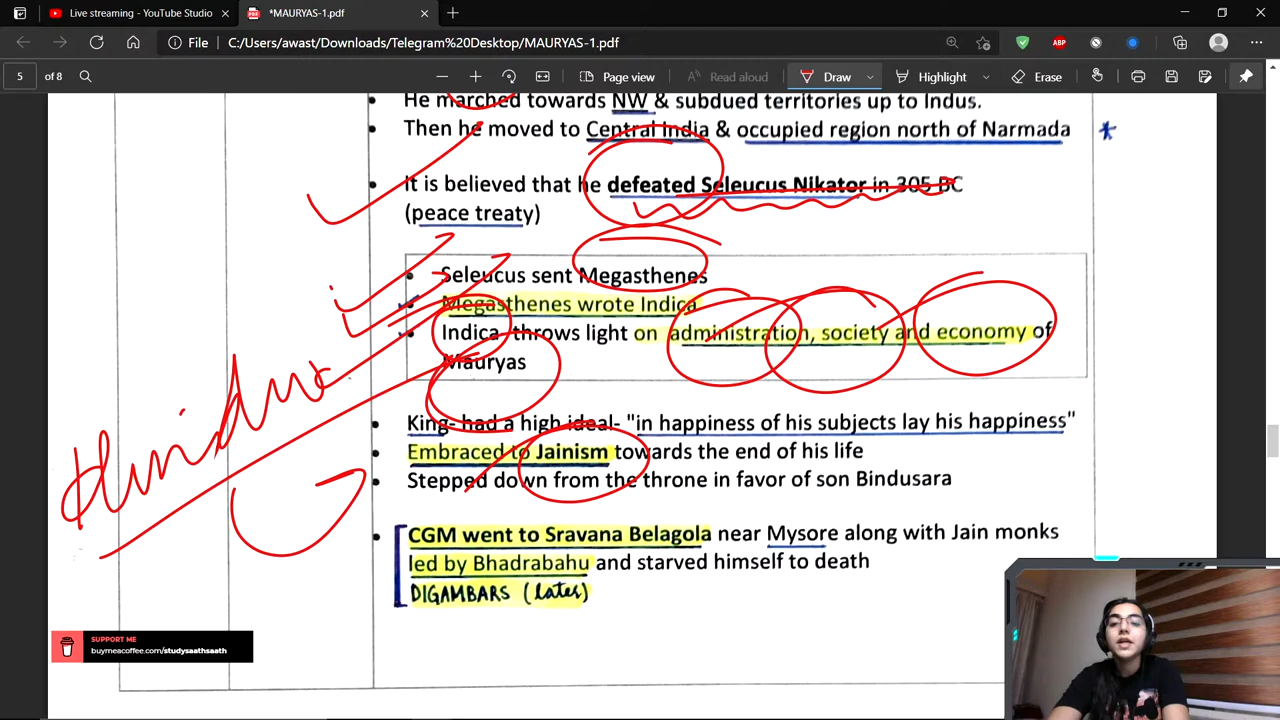 Live streaming - YouTube Studio
*MAURYAS-1.pdf
File C:/Users/awast/Downloads/Telegram%20Desktop/MAURYAS-1.pdf
ABP
5 of 8
Page view
Read aloud
Draw
Highlight
Erase
He marched towards NW & subdued territories up to Indus.
Then he moved to Central India & occupied region north of Narmada *
It is believed that he defeated Seleucus Nikator in 305 BC
(peace treaty)
Seleucus sent Megasthenes
Megasthenes wrote Indica
Indica throws light on administration, society and economy of
Mauryas
King- had a high ideal- "in happiness of his subjects lay his happiness"
Embraced to Jainism towards the end of his life
Stepped down from the throne in favor of son Bindusara
CGM went to Sravana Belagola near Mysore along with Jain monks
led by Bhadrabahu and starved himself to death
DIGAMBARS (later)
SUPPORT ME
buymeacoffee.com/studysaathsaath